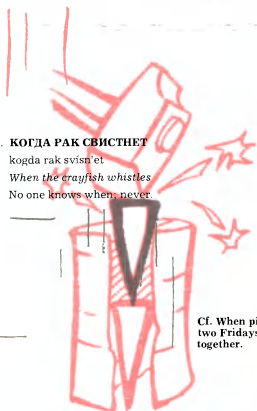 . КОГДА РАК СВИСТНЕТ
kogda rak svisn'et
When the crayfish whistles
No one knows when; never.
Cf. When pi
two Fridays
together.